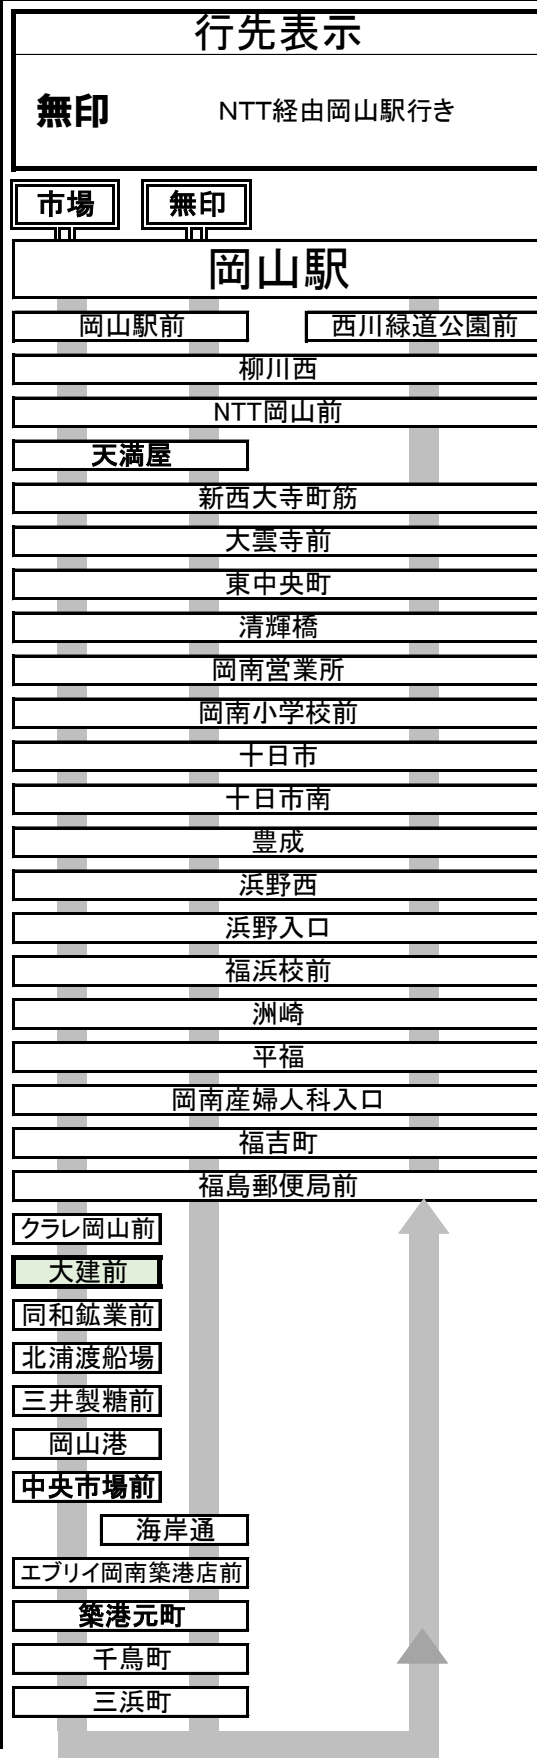 行先表示
無印 NTT経由岡山駅行き
市場 無印
岡山駅
岡山駅前 西川緑道公園前
柳川西
NTT岡山前
天満屋
新西大寺町筋
大雲寺前
東中央町
清輝橋
岡南営業所
岡南小学校前
十日市
十日市南
豊成
浜野西
浜野入口
福浜校前
洲崎
平福
岡南産婦人科入口
福吉町
福島郵便局前
クラレ岡山前
大建前
同和鉱業前
北浦渡船場
三井製糖前
岡山港
中央市場前
海岸通
エブリイ岡南築港店前
築港元町
千鳥町
三浜町